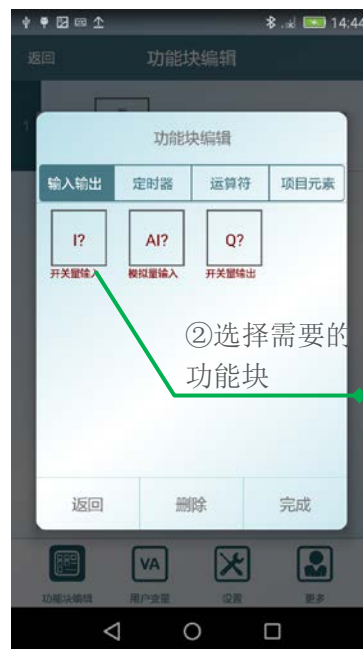 14:44
返回 功能块编辑
1
功能块编辑
输入输出 定时器 运算符 项目元素
I? AI? Q?
开关量输入 模拟量输入 开关量输出
②选择需要的
功能块
返回 删除 完成
VA
功能块编辑 用户变量 设置 更多